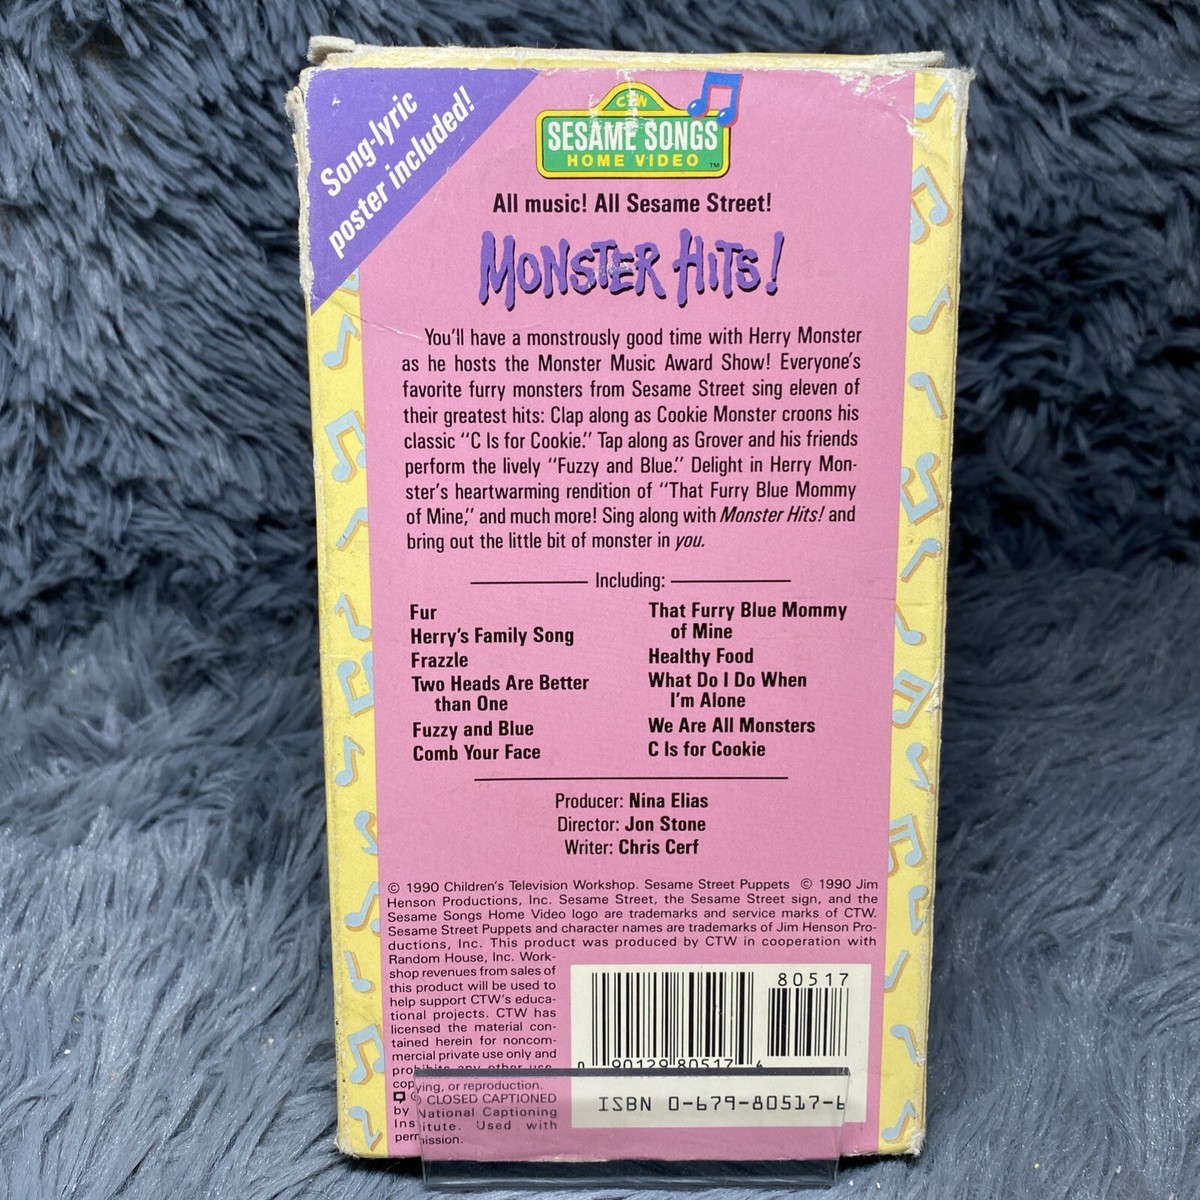 Song-lyric
poster included!
CTW
SESAME SONGS
HOME VIDEO™
All music! All Sesame Street!
MONSTER HITS!
You'll have a monstrously good time with Herry Monster
as he hosts the Monster Music Award Show! Everyone's
favorite furry monsters from Sesame Street sing eleven of
their greatest hits: Clap along as Cookie Monster croons his
classic "C Is for Cookie." Tap along as Grover and his friends
perform the lively "Fuzzy and Blue." Delight in Herry Mon-
ster's heartwarming rendition of "That Furry Blue Mommy
of Mine," and much more! Sing along with Monster Hits! and
bring out the little bit of monster in you.
Including:
Fur
Herry's Family Song
Frazzle
Two Heads Are Better
than One
Fuzzy and Blue
Comb Your Face
That Furry Blue Mommy
of Mine
Healthy Food
What Do I Do When
I'm Alone
We Are All Monsters
C Is for Cookie
Producer: Nina Elias
Director: Jon Stone
Writer: Chris Cerf
© 1990 Children's Television Workshop. Sesame Street Puppets © 1990 Jim
Henson Productions, Inc. Sesame Street, the Sesame Street sign, and the
Sesame Songs Home Video logo are trademarks and service marks of CTW.
Sesame Street Puppets and character names are trademarks of Jim Henson Pro-
ductions, Inc. This product was produced by CTW in cooperation with
Random House, Inc. Work-
shop revenues from sales of
this product will be used to
help support CTW's educa-
tional projects. CTW has
licensed the material con-
tained herein for noncom-
mercial private use only and
prohibits any other use,
copying, or reproduction.
CLOSED CAPTIONED
by National Captioning
Institute. Used with
permission.
80517
0 90129 80517 4
ISBN 0-679-80517-6